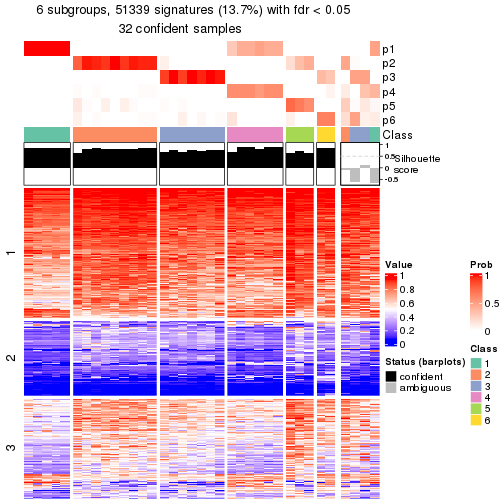 6 subgroups, 51339 signatures (13.7%) with fdr < 0.05
32 confident samples
p1
p2
p3
p4
p5
p6
Class
1
0.5
0
-0.5
Silhouette
score
1
2
3
Value
1
0.8
0.6
0.4
0.2
0
Status (barplots)
confident
ambiguous
Prob
1
0.5
0
Class
1
2
3
4
5
6